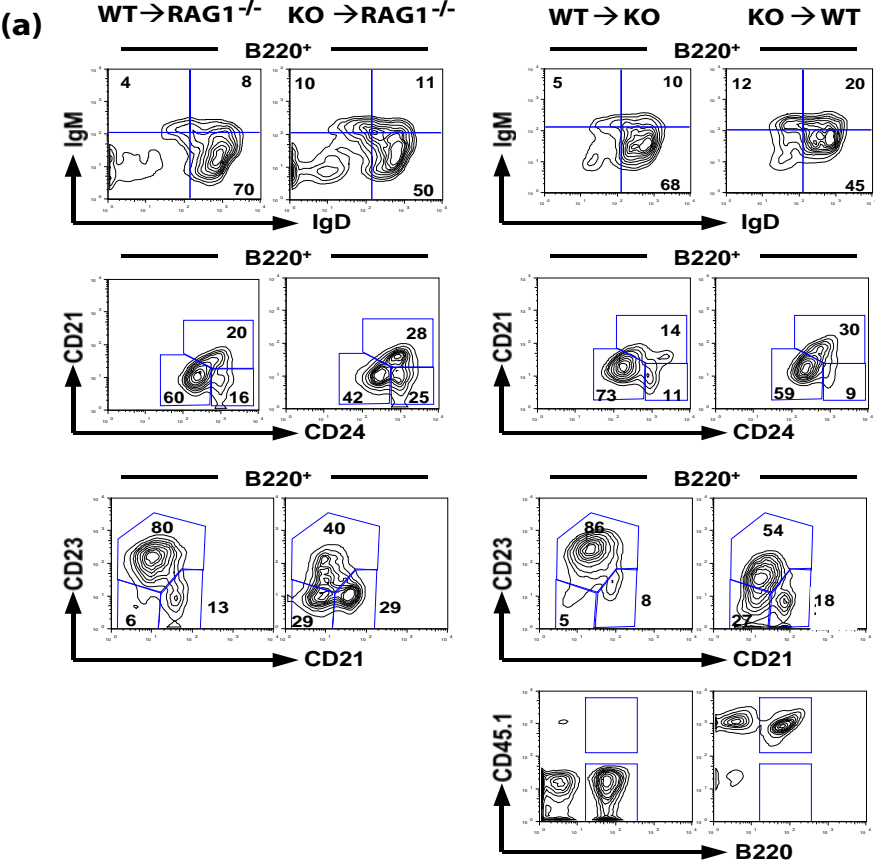 (a)
WT→RAG1-/- KO →RAG1-/- WT→KO KO →WT
B220+ B220+
IgM 4 8 10 11 IgM 5 10 12 20
70 50 68 45
IgD IgD
B220+ B220+
CD21 20 28 CD21 14 30
60 16 42 25 73 11 59 9
CD24 CD24
B220+ B220+
CD23 80 40 CD23 86 54
6 13 29 29 5 8 27 18
CD21 CD21
CD45.1
B220